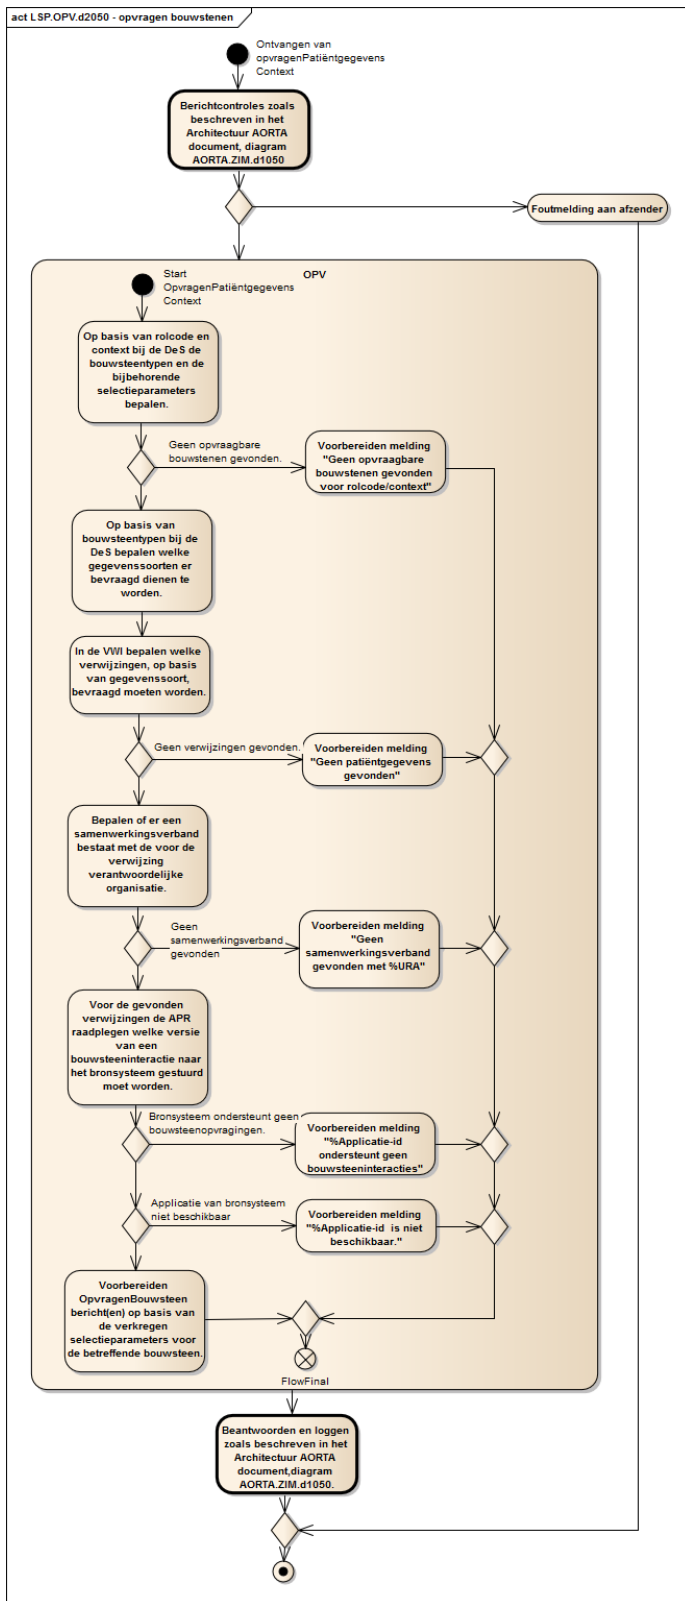 act LSP.OPV.d2050 - opvragen bouwstenen
Ontvangen van
opvragenPatiëntgegevens
Context
Berichtcontroles zoals
beschreven in het
Architectuur AORTA
document, diagram
AORTA.ZIM.d1050
Foutmelding aan afzender
OPV
Start
OpvragenPatiëntgegevens
Context
Op basis van rolcode en
context bij de DeS de
bouwsteentypen en de
bijbehorende
selectieparameters
bepalen.
Geen opvraagbare
bouwstenen gevonden.
Voorbereiden melding
"Geen opvraagbare
bouwstenen gevonden
voor rolcode/context"
Op basis van
bouwsteentypen bij de
DeS bepalen welke
gegevenssoorten er
bevraagd dienen te
worden.
In de VWI bepalen welke
verwijzingen, op basis
van gegevenssoort,
bevraagd moeten worden.
Geen verwijzingen gevonden.
Voorbereiden melding
"Geen patiëntgegevens
gevonden"
Bepalen of er een
samenwerkingsverband
bestaat met de voor de
verwijzing
verantwoordelijke
organisatie.
Geen
samenwerkingsverband
gevonden
Voorbereiden melding
"Geen
samenwerkingsverband
gevonden met %URA"
Voor de gevonden
verwijzingen de APR
raadplegen welke versie
van een
bouwsteeninteractie naar
het bronsysteem gestuurd
moet worden.
Bronsysteem ondersteunt geen
bouwsteenopvragingen.
Voorbereiden melding
"%Applicatie-id
ondersteunt geen
bouwsteeninteracties"
Applicatie van bronsysteem
niet beschikbaar
Voorbereiden melding
"%Applicatie-id  is niet
beschikbaar."
Voorbereiden
OpvragenBouwsteen
bericht(en) op basis van
de verkregen
selectieparameters voor
de betreffende bouwsteen.
FlowFinal
Beantwoorden en loggen
zoals beschreven in het
Architectuur AORTA
document,diagram
AORTA.ZIM.d1050.